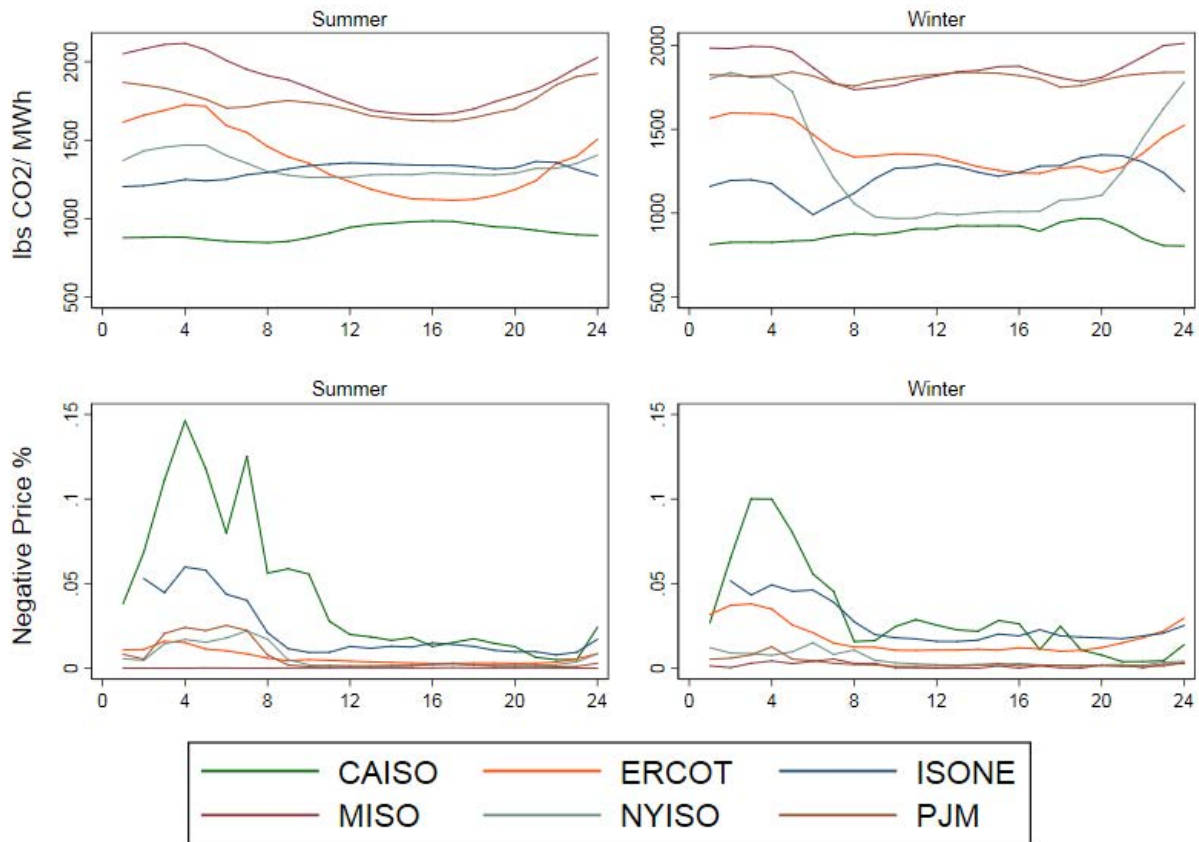 Summer
Winter
lbs CO2/ MWh
2000
1500
1000
500
0 4 8 12 16 20 24
2000
1500
1000
500
0 4 8 12 16 20 24
Summer
Winter
Negative Price %
.15
.1
.05
0
0 4 8 12 16 20 24
.15
.1
.05
0
0 4 8 12 16 20 24
CAISO ERCOT ISONE
MISO NYISO PJM